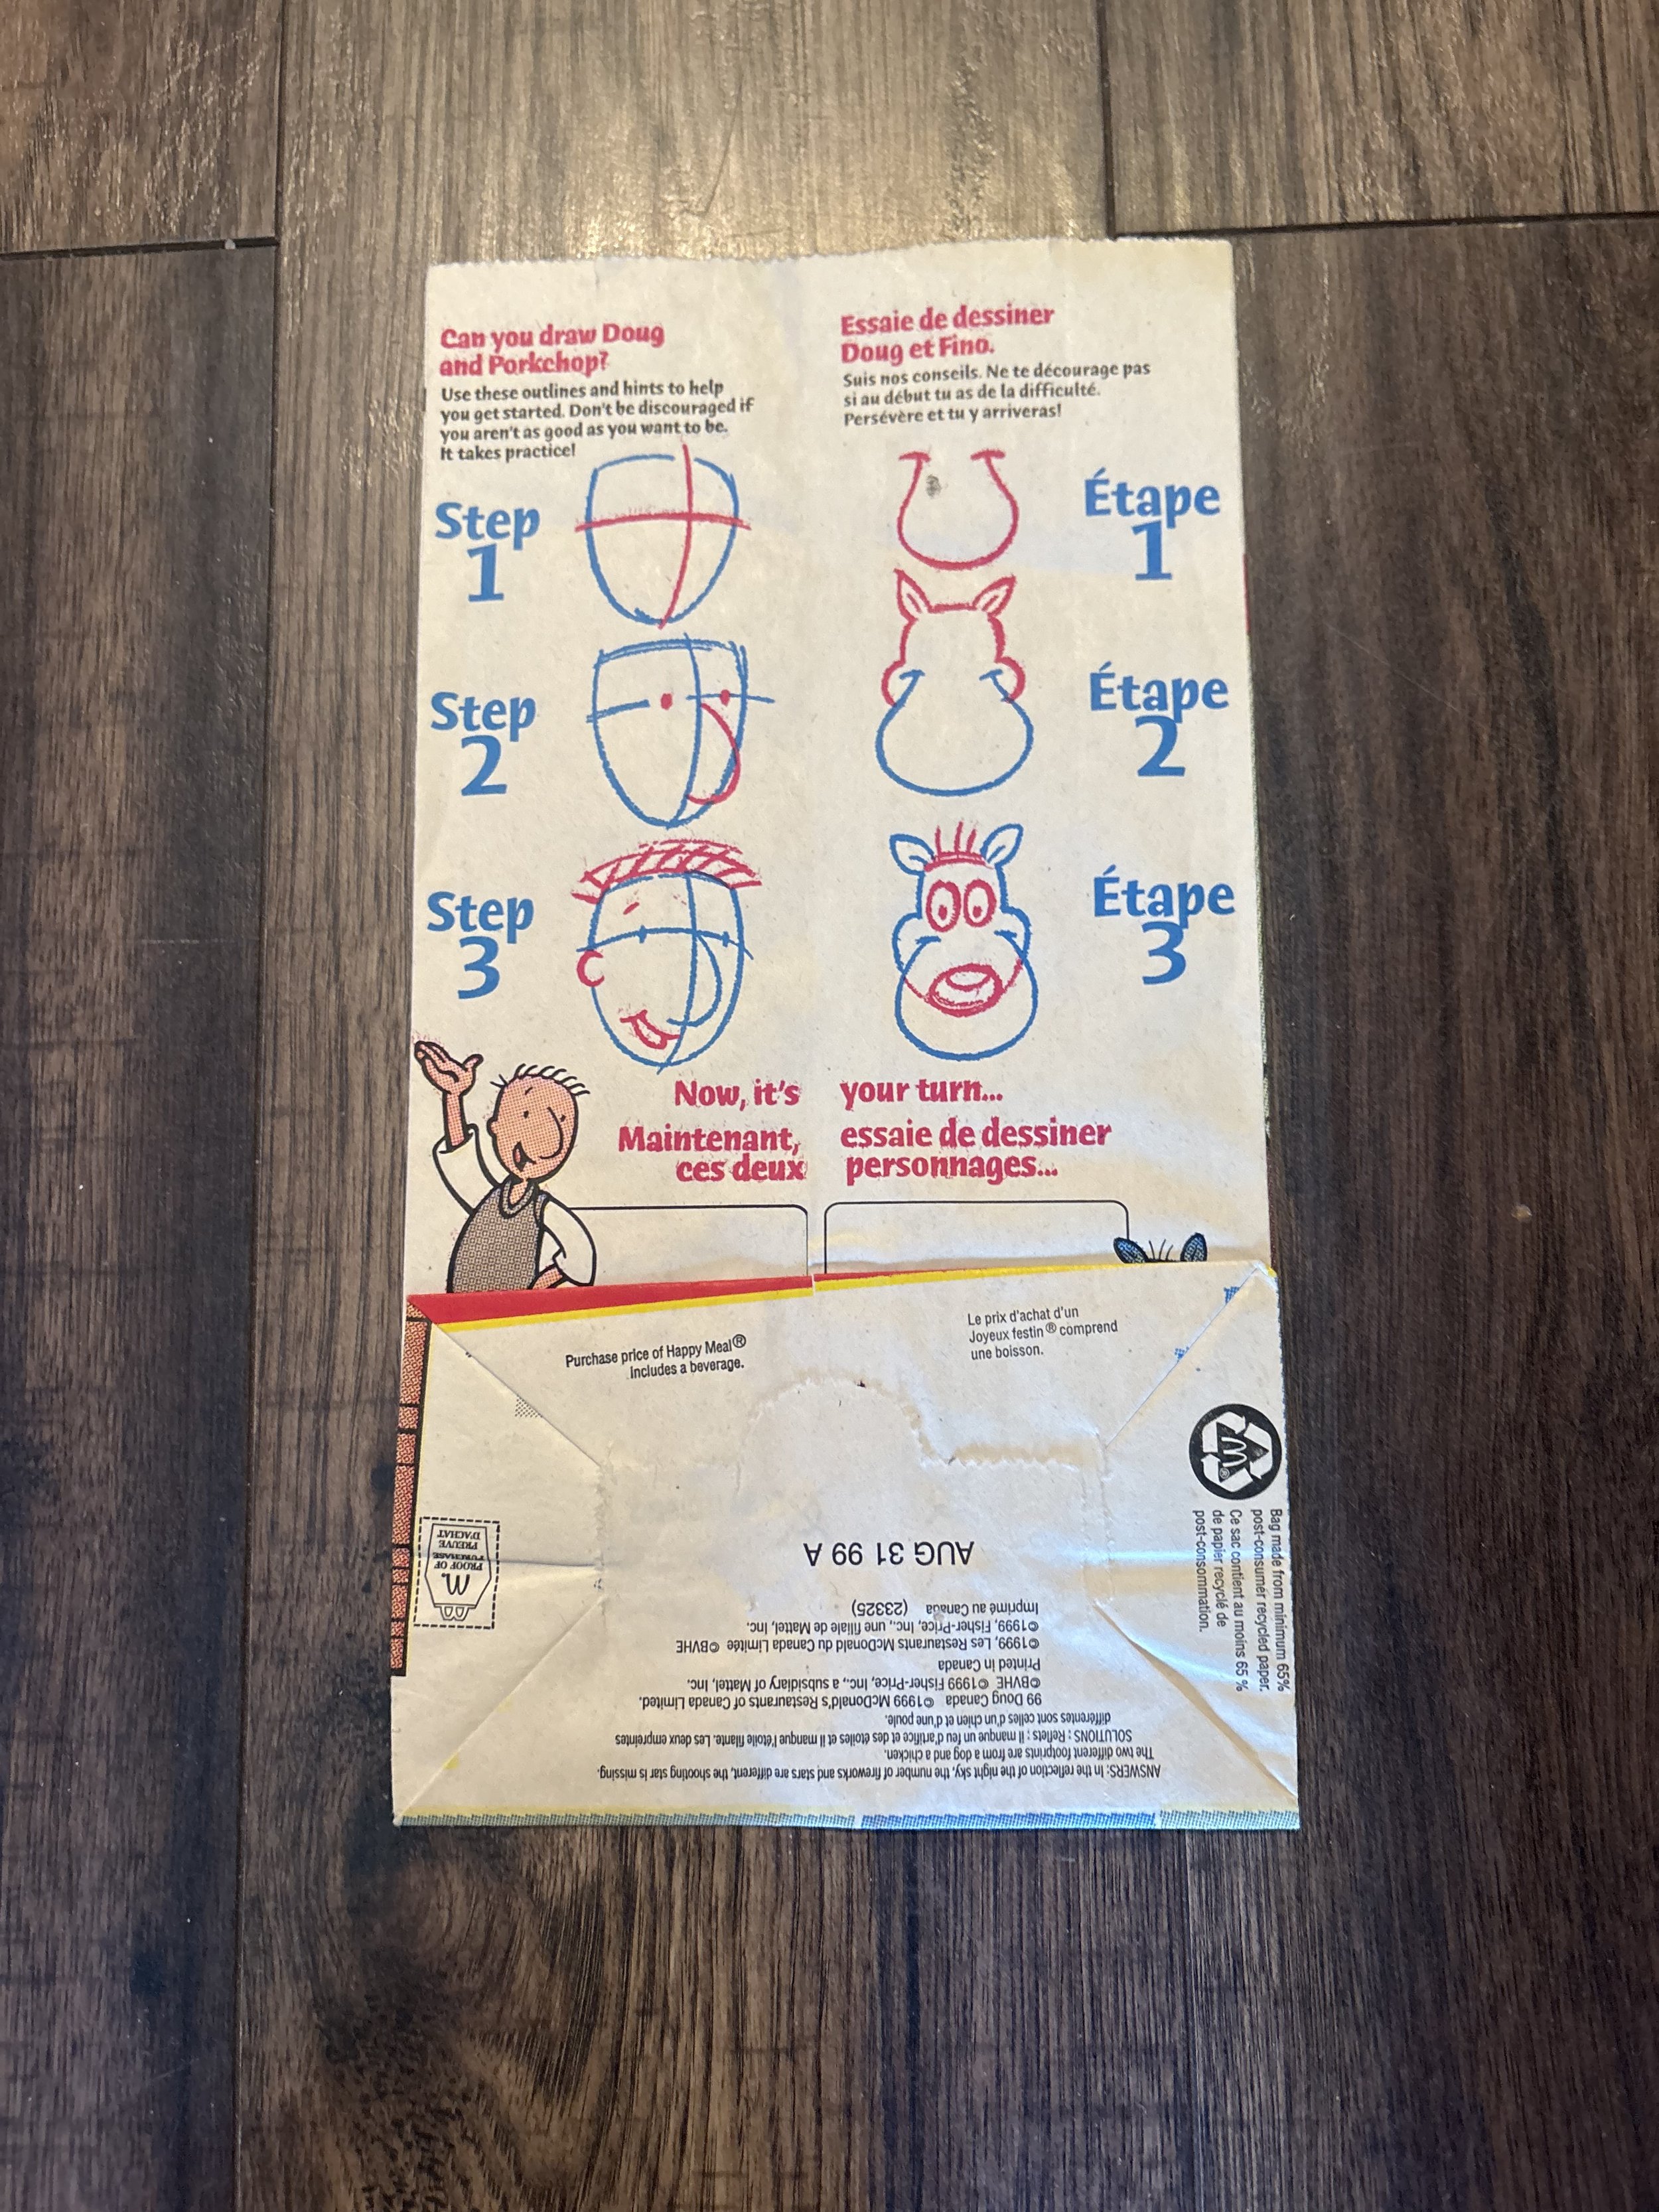 Can you draw Doug
and Porkchop?
Use these outlines and hints to help
you get started. Don't be discouraged if
you aren't as good as you want to be.
It takes practice!
Essaie de dessiner
Doug et Fino.
Suis nos conseils. Ne te décourage pas
si au début tu as de la difficulté.
Persévère et tu y arriveras!
Step
1
Étape
1
Step
2
Étape
2
Step
3
Étape
3
Now, it's your turn...
Maintenant, essaie de dessiner
ces deux personnages...
Purchase price of Happy Meal®
includes a beverage.
Le prix d'achat d'un
Joyeux festin® comprend
une boisson.
M®
Bag made from minimum 65%
post-consumer recycled paper.
Ce sac contient au moins 65 %
de papier recyclé de
post-consommation.
M
PROOF OF
PURCHASE
PREUVE
D'ACHAT
ANSWERS: In the reflection of the night sky, the number of fireworks and stars are different, the shooting star is missing.
The two different footprints are from a dog and a chicken.
SOLUTIONS : Reflets : il manque un feu d'artifice et des étoiles et il manque l'étoile filante. Les deux empreintes
différentes sont celles d'un chien et d'une poule.
99 Doug Canada ©1999 McDonald's Restaurants of Canada Limited.
©BVHE ©1999 Fisher-Price, Inc., a subsidiary of Mattel, Inc.
Printed in Canada
©1999, Les Restaurants McDonald du Canada Limitée ©BVHE
©1999, Fisher-Price, Inc., une filiale de Mattel, Inc.
Imprimé au Canada (23325)
AUG 31 99 A